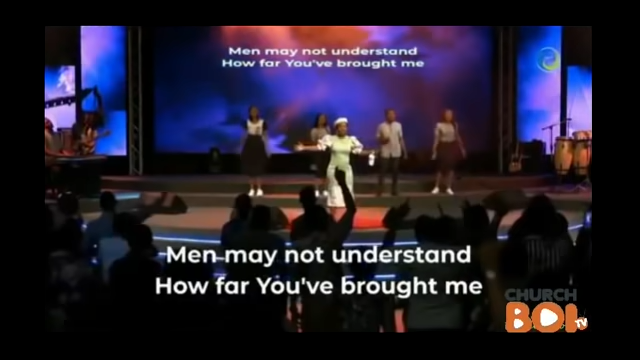 Men may not understand
How far You've brought me
Men may not understand
How far You've brought me
CHURCH
BOI
TV